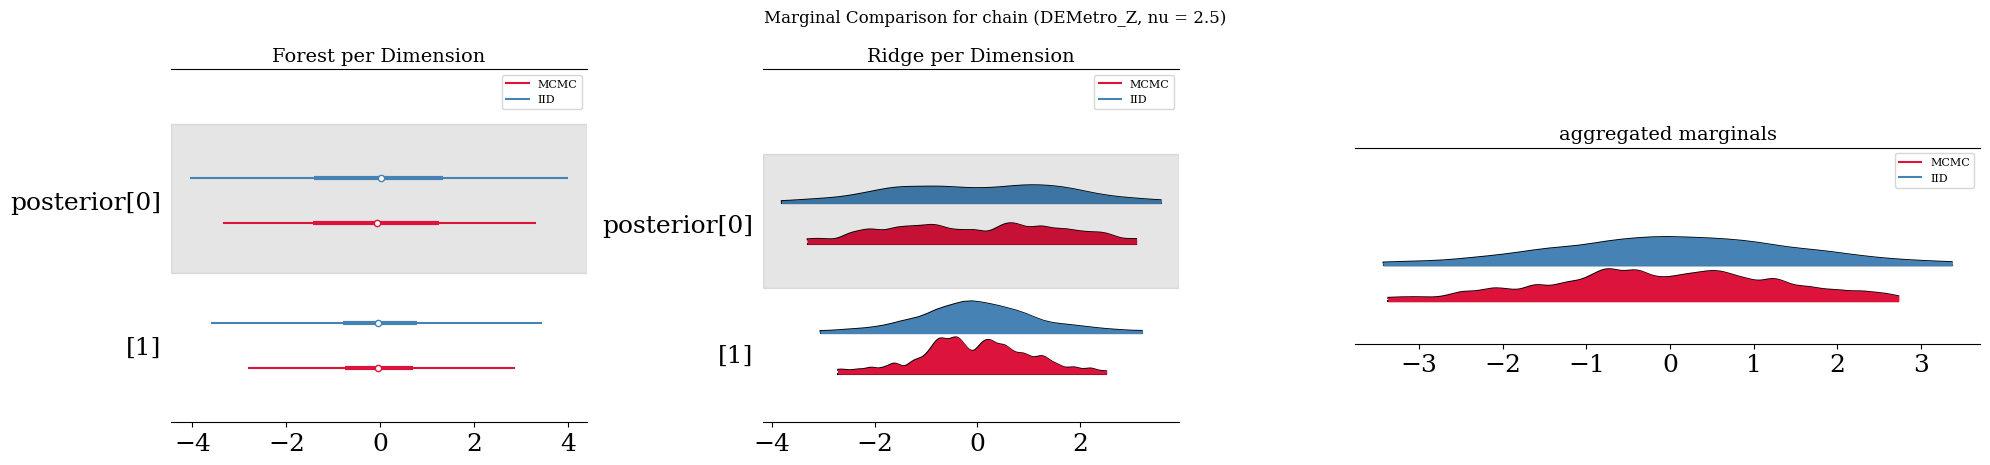 Marginal Comparison for chain (DEMetro_Z, nu = 2.5)
Forest per Dimension
MCMC
IID
posterior[0]
[1]
−4 −2 0 2 4
Ridge per Dimension
MCMC
IID
posterior[0]
[1]
−4 −2 0 2
aggregated marginals
MCMC
IID
−3 −2 −1 0 1 2 3